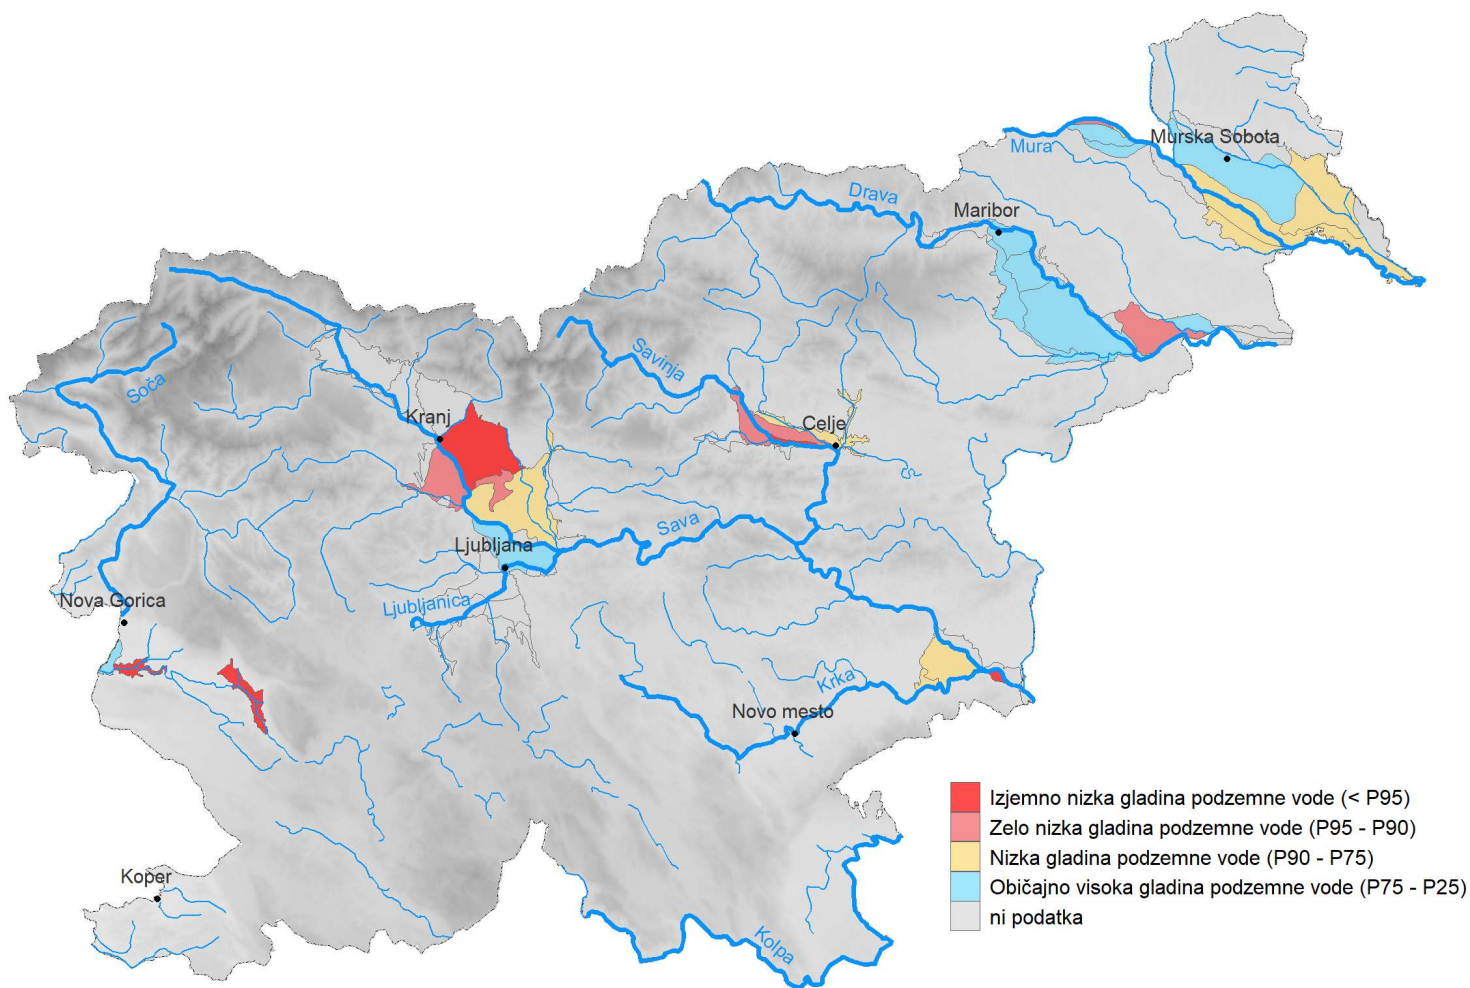 Murska Sobota
Mura
Drava
Maribor
Soča
Savinja
Kranj
Celje
Sava
Ljubljana
Nova Gorica
Ljubljanica
Krka
Novo mesto
Izjemno nizka gladina podzemne vode (< P95)
Zelo nizka gladina podzemne vode (P95 - P90)
Nizka gladina podzemne vode (P90 - P75)
Običajno visoka gladina podzemne vode (P75 - P25)
ni podatka
Koper
Kolpa